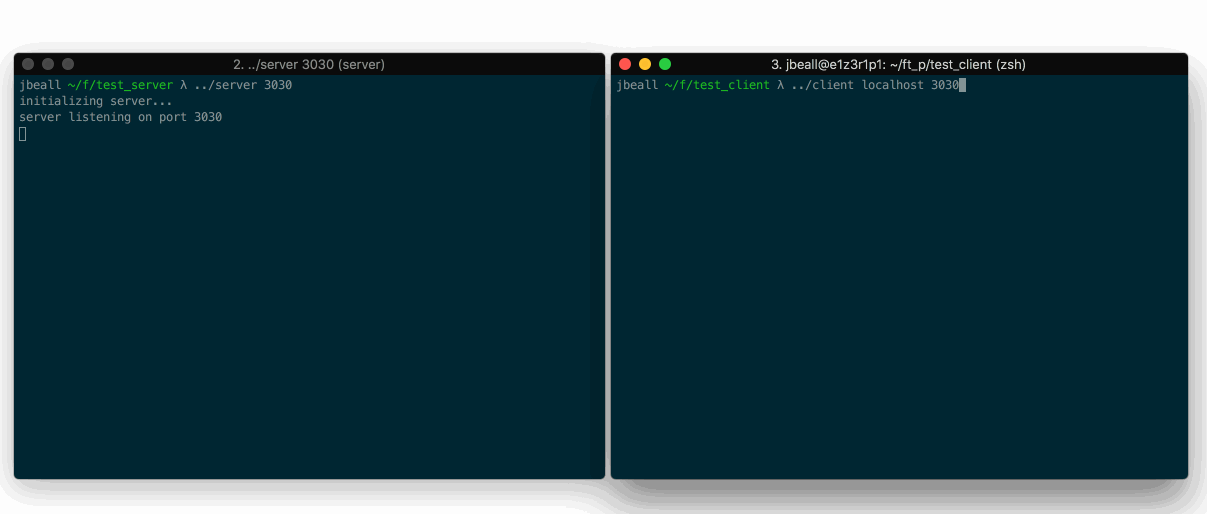 2. ../server 3030 (server)
jbeall ~/f/test_server λ ../server 3030
initializing server...
server listening on port 3030
3. jbeall@e1z3r1p1: ~/ft_p/test_client (zsh)
jbeall ~/f/test_client λ ../client localhost 3030